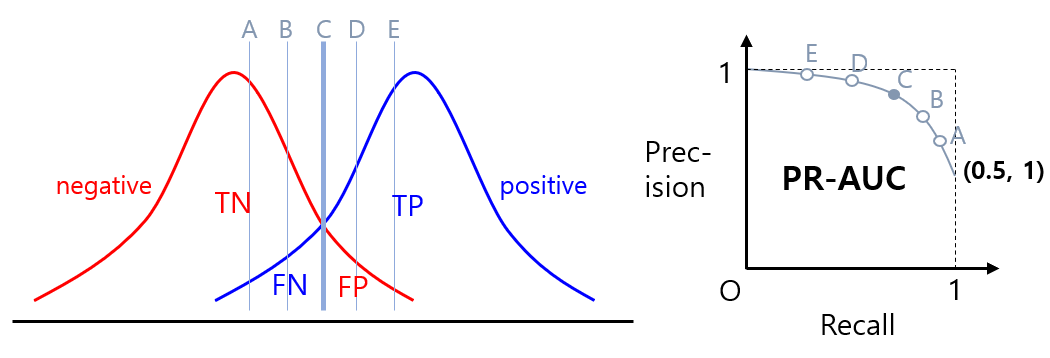 A B C D E
negative
TN
TP
positive
FN
FP
E
D
C
B
A
1
Prec-
ision
PR-AUC
(0.5, 1)
O
1
Recall